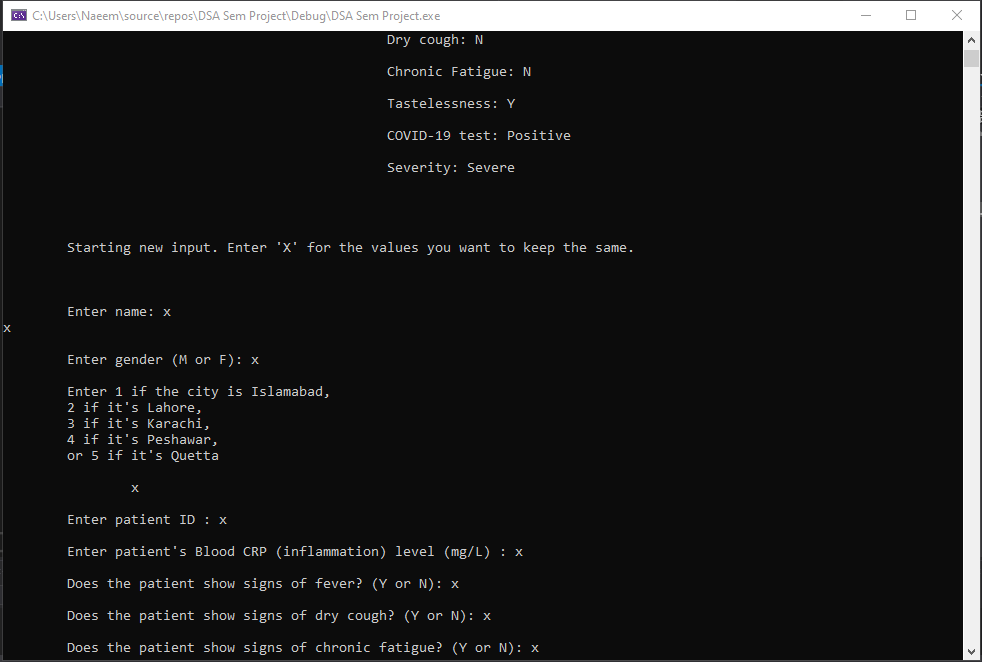 C:\Users\Naeem\source\repos\DSA Sem Project\Debug\DSA Sem Project.exe
Dry cough: N
Chronic Fatigue: N
Tastelessness: Y
COVID-19 test: Positive
Severity: Severe
Starting new input. Enter 'X' for the values you want to keep the same.
Enter name: x
x
Enter gender (M or F): x
Enter 1 if the city is Islamabad,
2 if it's Lahore,
3 if it's Karachi,
4 if it's Peshawar,
or 5 if it's Quetta
x
Enter patient ID : x
Enter patient's Blood CRP (inflammation) level (mg/L) : x
Does the patient show signs of fever? (Y or N): x
Does the patient show signs of dry cough? (Y or N): x
Does the patient show signs of chronic fatigue? (Y or N): x